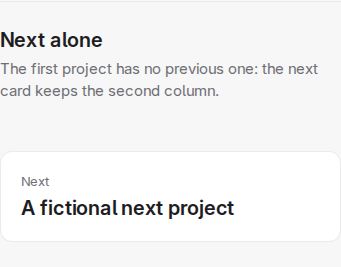 Next alone
The first project has no previous one: the next
card keeps the second column.
Next
A fictional next project